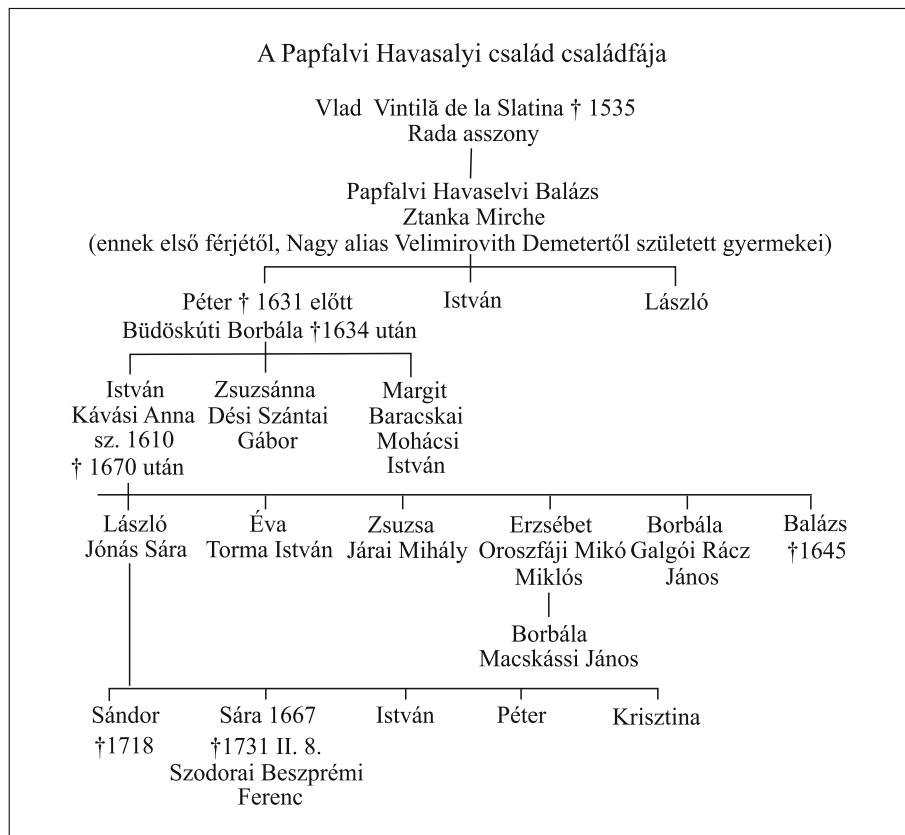 A Papfalvi Havasalyi család családfája
Vlad Vintilă de la Slatina † 1535
Rada asszony
Papfalvi Havaselvi Balázs
Ztanka Mirche
(ennek első férjétől, Nagy alias Velimirovith Demetertől született gyermekei)
Péter † 1631 előtt
Büdöskúti Borbála †1634 után
István
László
István
Kávási Anna
sz. 1610
† 1670 után
Zsuzsánna
Dési Szántai
Gábor
Margit
Baracskai
Mohácsi
István
László
Jónás Sára
Éva
Torma István
Zsuzsa
Járai Mihály
Erzsébet
Oroszfáji Mikó
Miklós
Borbála
Galgói Rácz
János
Balázs
†1645
Borbála
Macskássi János
Sándor
†1718
Sára 1667
†1731 II. 8.
Szodorai Beszprémi
Ferenc
István
Péter
Krisztina